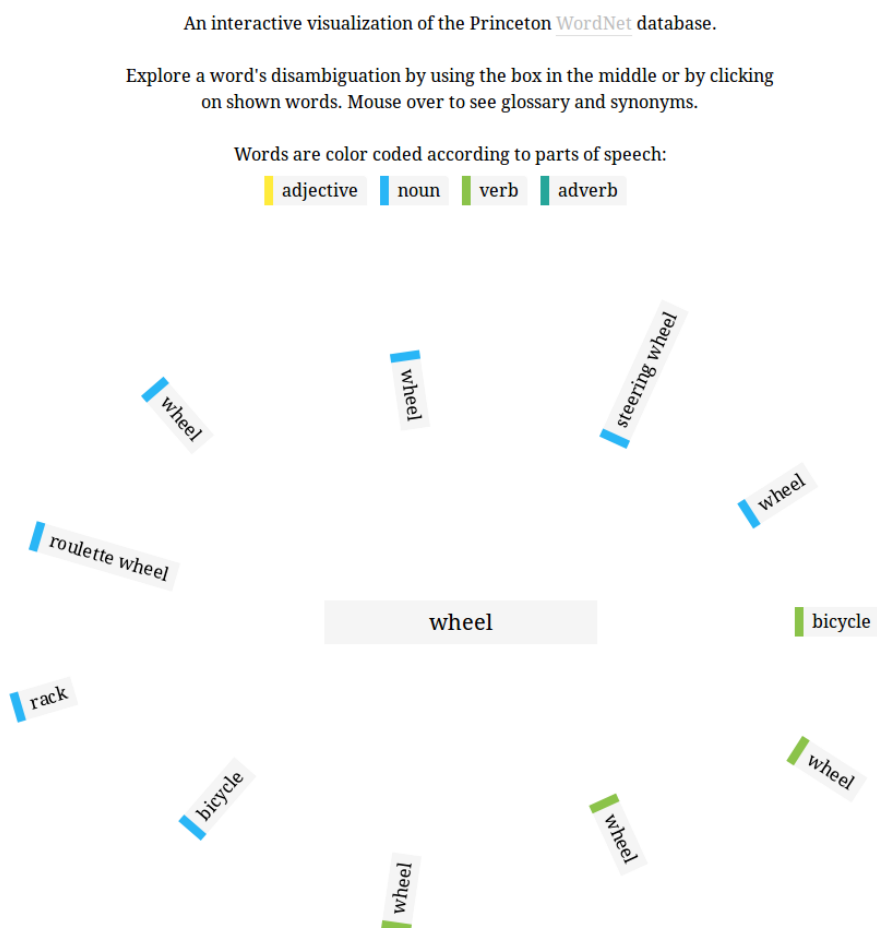 An interactive visualization of the Princeton WordNet database.
Explore a word's disambiguation by using the box in the middle or by clicking
on shown words. Mouse over to see glossary and synonyms.
Words are color coded according to parts of speech:
adjective noun verb adverb
steering wheel
wheel
wheel
wheel
roulette wheel
wheel
bicycle
rack
wheel
bicycle
wheel
wheel